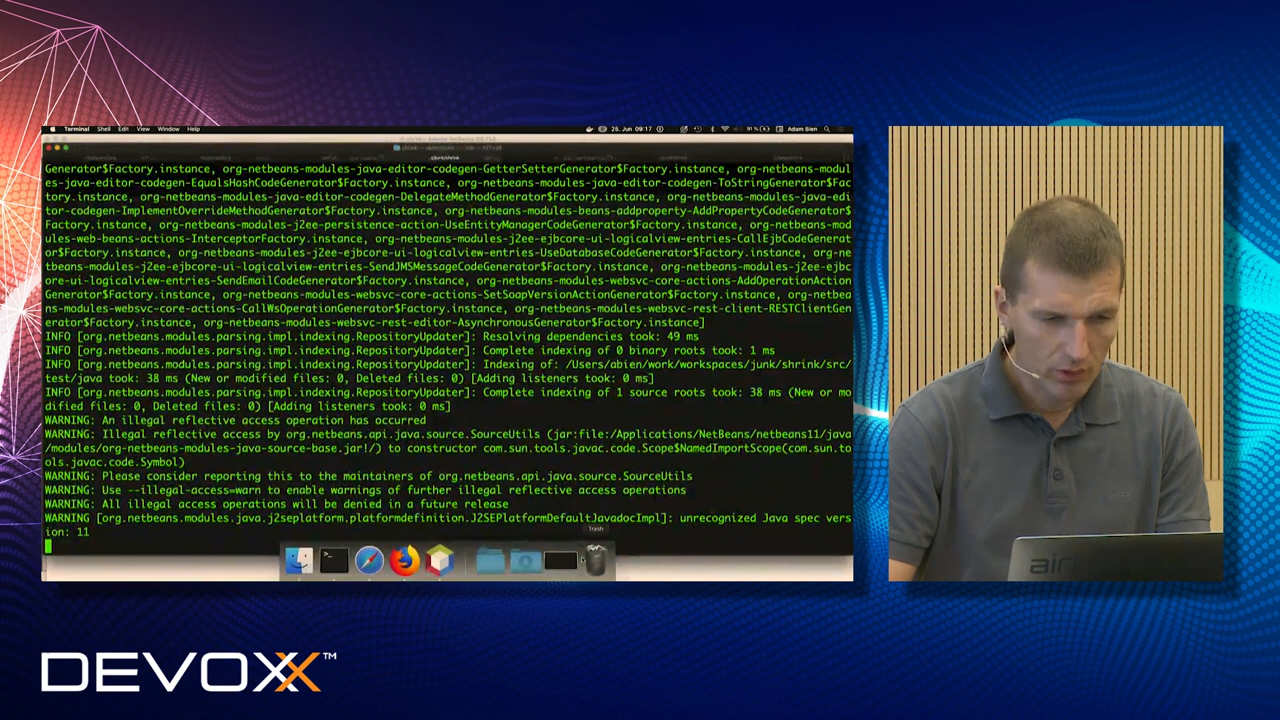 Terminal Shell Edit View Window Help
25. Jun 09:17
91 %
Adam Bien
Generator$Factory.instance, org-netbeans-modules-java-editor-codegen-GetterSetterGenerator$Factory.instance, org-netbeans-modul
es-java-editor-codegen-EqualsHashCodeGenerator$Factory.instance, org-netbeans-modules-java-editor-codegen-ToStringGenerator$Fac
tory.instance, org-netbeans-modules-java-editor-codegen-DelegateMethodGenerator$Factory.instance, org-netbeans-modules-java-edi
tor-codegen-ImplementOverrideMethodGenerator$Factory.instance, org-netbeans-modules-beans-addproperty-AddPropertyCodeGenerator$
Factory.instance, org-netbeans-modules-j2ee-persistence-action-UseEntityManagerCodeGenerator$Factory.instance, org-netbeans-mod
ules-web-beans-actions-InterceptorFactory.instance, org-netbeans-modules-j2ee-ejbcore-ui-logicalview-entries-CallEjbCodeGenerat
or$Factory.instance, org-netbeans-modules-j2ee-ejbcore-ui-logicalview-entries-UseDatabaseCodeGenerator$Factory.instance, org-ne
tbeans-modules-j2ee-ejbcore-ui-logicalview-entries-SendJMSMessageCodeGenerator$Factory.instance, org-netbeans-modules-j2ee-ejbc
ore-ui-logicalview-entries-SendEmailCodeGenerator$Factory.instance, org-netbeans-modules-websvc-core-actions-AddOperationAction
Generator$Factory.instance, org-netbeans-modules-websvc-core-actions-SetSoapVersionActionGenerator$Factory.instance, org-netbea
ns-modules-websvc-core-actions-CallWsOperationGenerator$Factory.instance, org-netbeans-modules-websvc-rest-client-RESTClientGen
erator$Factory.instance, org-netbeans-modules-websvc-rest-editor-AsynchronousGenerator$Factory.instance]
INFO [org.netbeans.modules.parsing.impl.indexing.RepositoryUpdater]: Resolving dependencies took: 49 ms
INFO [org.netbeans.modules.parsing.impl.indexing.RepositoryUpdater]: Complete indexing of 0 binary roots took: 1 ms
INFO [org.netbeans.modules.parsing.impl.indexing.RepositoryUpdater]: Indexing of: /Users/abien/work/workspaces/junk/shrink/src/
test/java took: 38 ms (New or modified files: 0, Deleted files: 0) [Adding listeners took: 0 ms]
INFO [org.netbeans.modules.parsing.impl.indexing.RepositoryUpdater]: Complete indexing of 1 source roots took: 38 ms (New or mo
dified files: 0, Deleted files: 0) [Adding listeners took: 0 ms]
WARNING: An illegal reflective access operation has occurred
WARNING: Illegal reflective access by org.netbeans.api.java.source.SourceUtils (jar:file:/Applications/NetBeans/netbeans11/java
/modules/org-netbeans-modules-java-source-base.jar!/) to constructor com.sun.tools.javac.code.Scope$NamedImportScope(com.sun.to
ols.javac.code.Symbol)
WARNING: Please consider reporting this to the maintainers of org.netbeans.api.java.source.SourceUtils
WARNING: Use --illegal-access=warn to enable warnings of further illegal reflective access operations
WARNING: All illegal access operations will be denied in a future release
WARNING [org.netbeans.modules.java.j2seplatform.platformdefinition.J2SEPlatformDefaultJavadocImpl]: unrecognized Java spec vers
ion: 11
Trash
air
DEVOXX™